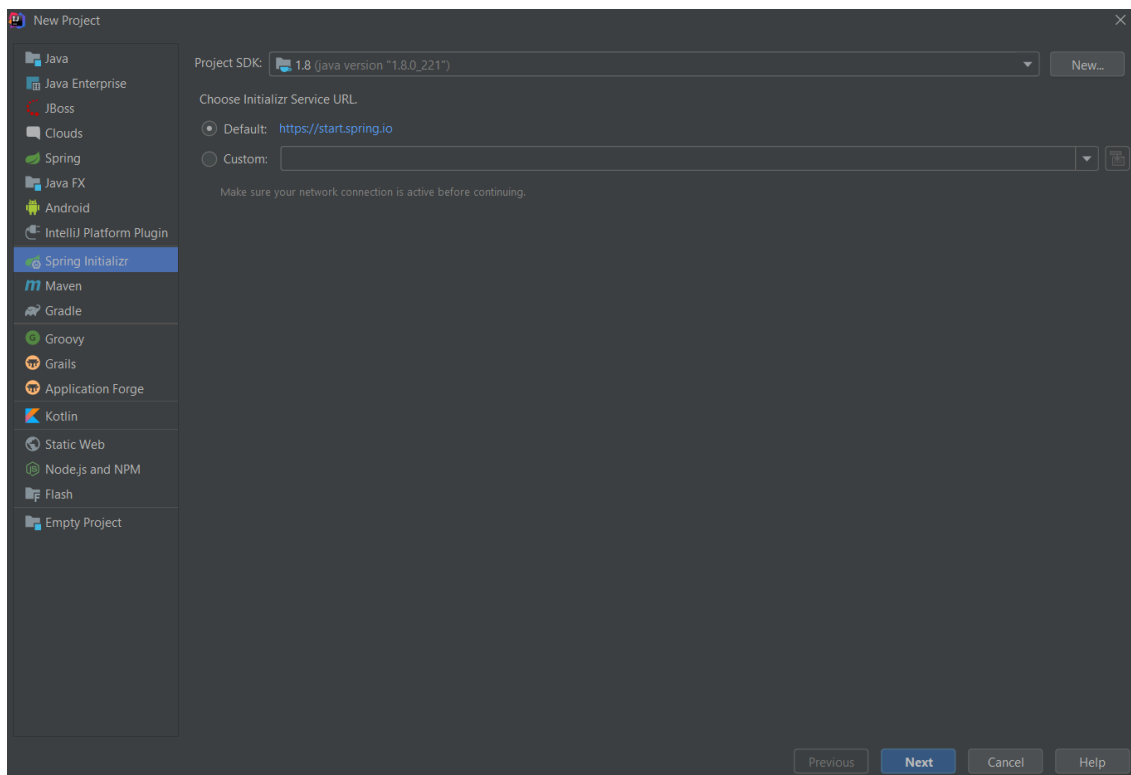 New Project
Java
Java Enterprise
JBoss
Clouds
Spring
Java FX
Android
IntelliJ Platform Plugin
Spring Initializr
Maven
Gradle
Groovy
Grails
Application Forge
Kotlin
Static Web
Node.js and NPM
Flash
Empty Project
Project SDK: 1.8 (java version "1.8.0_221") New...
Choose Initializr Service URL.
Default: https://start.spring.io
Custom:
Make sure your network connection is active before continuing.
Previous Next Cancel Help